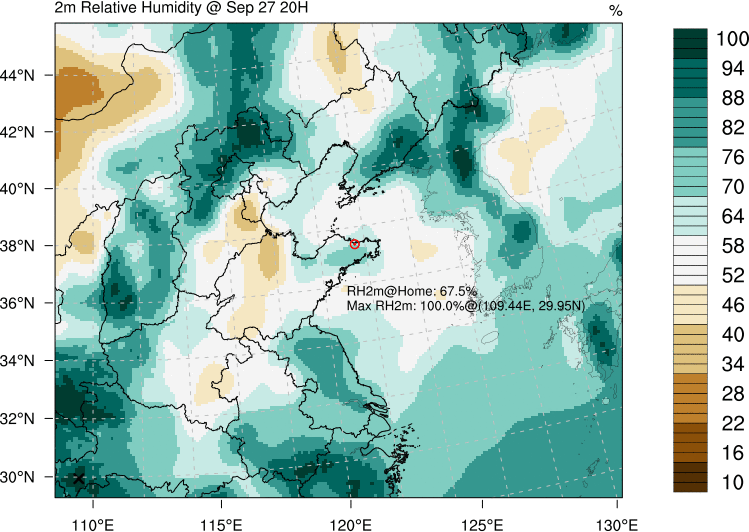 2m Relative Humidity @ Sep 27 20H
%
44°N
42°N
40°N
38°N
36°N
34°N
32°N
30°N
110°E
115°E
120°E
125°E
130°E
RH2m@Home: 67.5%
Max RH2m: 100.0%@(109.44E, 29.95N)
100
94
88
82
76
70
64
58
52
46
40
34
28
22
16
10